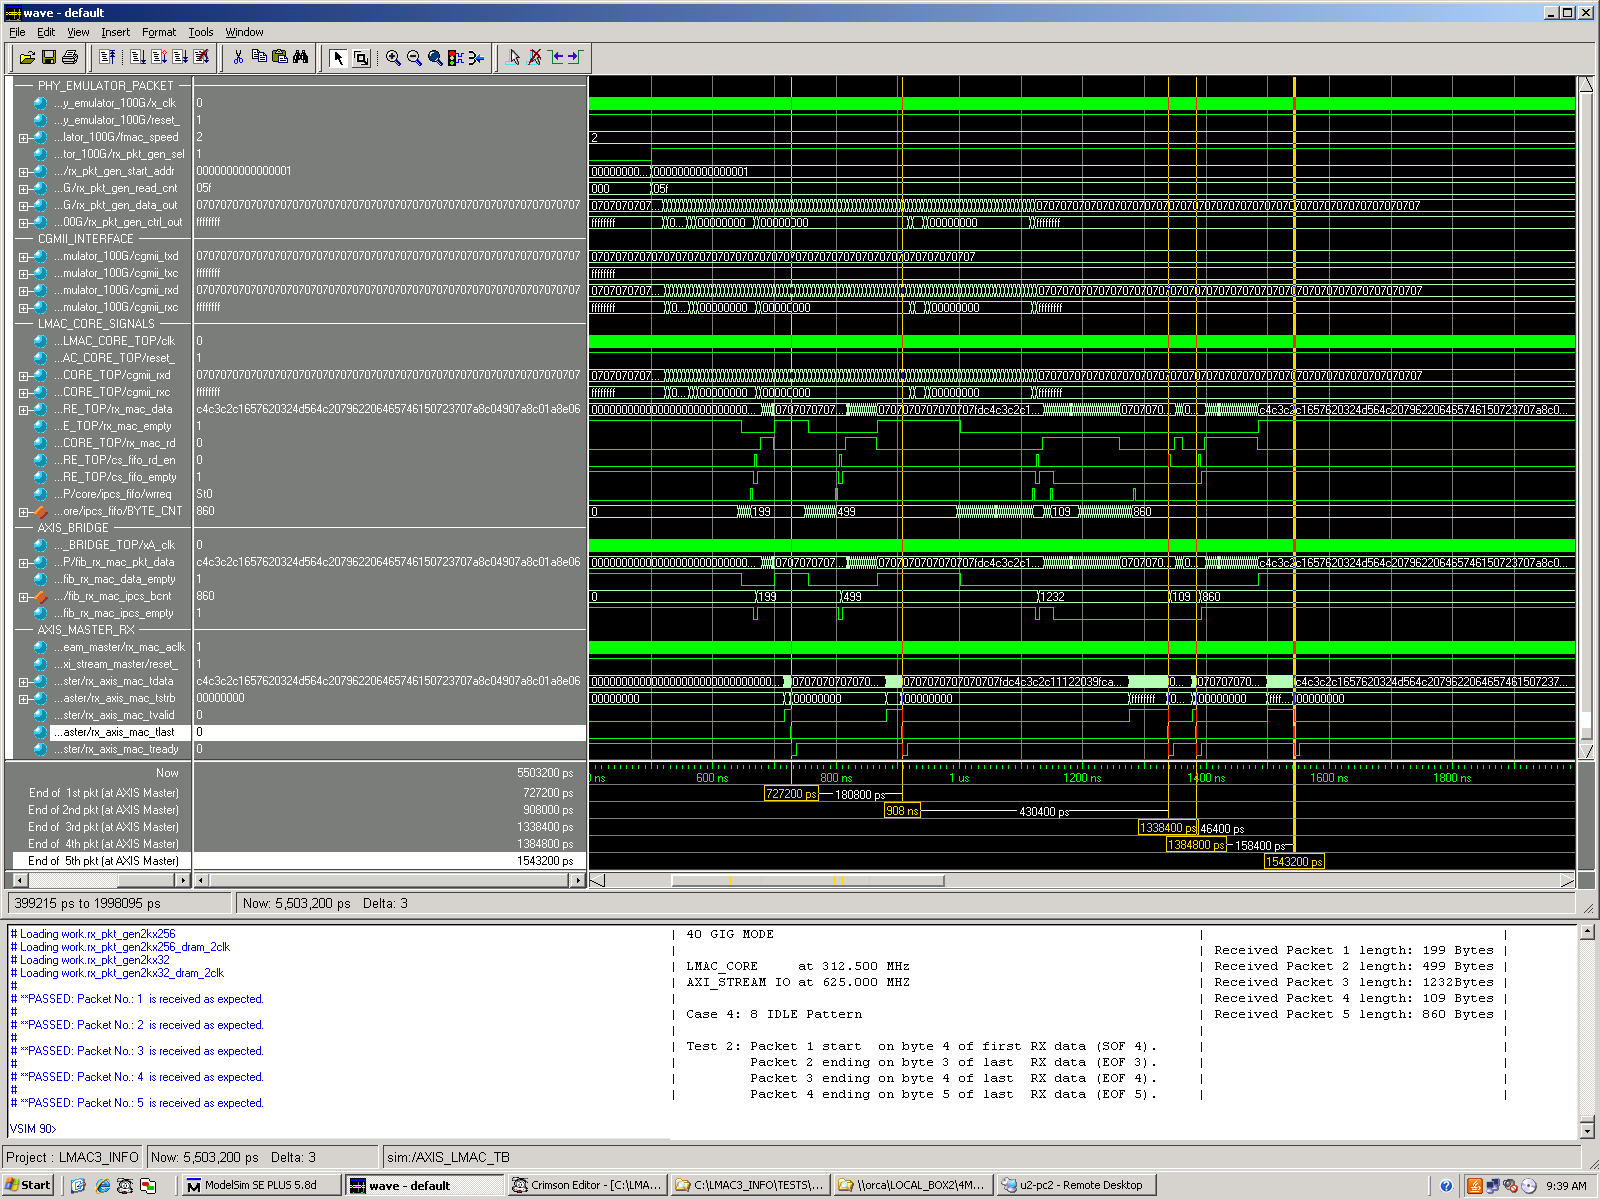 wave - default
File Edit View Insert Format Tools Window
PHY_EMULATOR_PACKET
...y_emulator_100G/x_clk 0
...y_emulator_100G/reset_ 1
...lator_100G/fmac_speed 2 2
...tor_100G/rx_pkt_gen_sel 1
.../rx_pkt_gen_start_addr 0000000000000001 00000000... 0000000000000001
...G/rx_pkt_gen_read_cnt 05f 000 05f
...G/rx_pkt_gen_data_out
...00G/rx_pkt_gen_ctrl_out ffffffff ffffffff 0... 00000000 00000000 00000000 ffffffff
CGMII_INTERFACE
...mulator_100G/cgmii_txd
...mulator_100G/cgmii_txc ffffffff ffffffff
...mulator_100G/cgmii_rxd
...mulator_100G/cgmii_rxc ffffffff ffffffff 0... 00000000 00000000 00000000 ffffffff
LMAC_CORE_SIGNALS
...LMAC_CORE_TOP/clk 0
...AC_CORE_TOP/reset_ 1
...CORE_TOP/cgmii_rxd
...CORE_TOP/cgmii_rxc ffffffff ffffffff 0... 00000000 00000000 00000000 ffffffff
...RE_TOP/rx_mac_data c4c3c2c1657620324d564c2079622064657461507237 07a8c04907a8c01a8e06
...E_TOP/rx_mac_empty 1
...CORE_TOP/rx_mac_rd 0
...RE_TOP/cs_fifo_rd_en 0
...RE_TOP/cs_fifo_empty 1
...P/core/ipcs_fifo/wrreq St0
...ore/ipcs_fifo/BYTE_CNT 860 0 199 499 109 860
AXIS_BRIDGE
..._BRIDGE_TOP/xA_clk 0
...P/fib_rx_mac_pkt_data
...fib_rx_mac_data_empty 1
.../fib_rx_mac_ipcs_bcnt 860 0 199 499 1232 109 860
...fib_rx_mac_ipcs_empty 1
AXIS_MASTER_RX
...eam_master/rx_mac_aclk 1
...xi_stream_master/reset_ 1
...ster/rx_axis_mac_tdata
...aster/rx_axis_mac_tstrb 00000000 00000000 00000000 00000000 ffffffff 0... 00000000 ffff... 00000000
...ster/rx_axis_mac_tvalid 0
...aster/rx_axis_mac_tlast 0
...ster/rx_axis_mac_tready 0
Now 5503200 ps ns 600 ns 800 ns 1 us 1200 ns 1400 ns 1600 ns 1800 ns
End of 1st pkt (at AXIS Master) 727200 ps 727200 ps 180800 ps
End of 2nd pkt (at AXIS Master) 908000 ps 908 ns 430400 ps
End of 3rd pkt (at AXIS Master) 1338400 ps 1338400 ps 46400 ps
End of 4th pkt (at AXIS Master) 1384800 ps 1384800 ps 158400 ps
End of 5th pkt (at AXIS Master) 1543200 ps 1543200 ps
399215 ps to 1998095 ps Now: 5,503,200 ps Delta: 3
# Loading work.rx_pkt_gen2kx256
# Loading work.rx_pkt_gen2kx256_dram_2clk
# Loading work.rx_pkt_gen2kx32
# Loading work.rx_pkt_gen2kx32_dram_2clk
#
# **PASSED: Packet No.: 1 is received as expected.
#
# **PASSED: Packet No.: 2 is received as expected.
#
# **PASSED: Packet No.: 3 is received as expected.
#
# **PASSED: Packet No.: 4 is received as expected.
#
# **PASSED: Packet No.: 5 is received as expected.
VSIM 90>
| 40 GIG MODE | |
| | Received Packet 1 length: 199 Bytes |
| LMAC_CORE at 312.500 MHz | Received Packet 2 length: 499 Bytes |
| AXI_STREAM IO at 625.000 MHZ | Received Packet 3 length: 1232Bytes |
| | Received Packet 4 length: 109 Bytes |
| Case 4: 8 IDLE Pattern | Received Packet 5 length: 860 Bytes |
| | |
| Test 2: Packet 1 start on byte 4 of first RX data (SOF 4). | |
| Packet 2 ending on byte 3 of last RX data (EOF 3). | |
| Packet 3 ending on byte 4 of last RX data (EOF 4). | |
| Packet 4 ending on byte 5 of last RX data (EOF 5). | |
Project : LMAC3_INFO Now: 5,503,200 ps Delta: 3 sim:/AXIS_LMAC_TB
Start ModelSim SE PLUS 5.8d wave - default Crimson Editor - [C:\LMA... C:\LMAC3_INFO\TESTS\... \\orca\LOCAL_BOX2\4M... u2-pc2 - Remote Desktop 9:39 AM